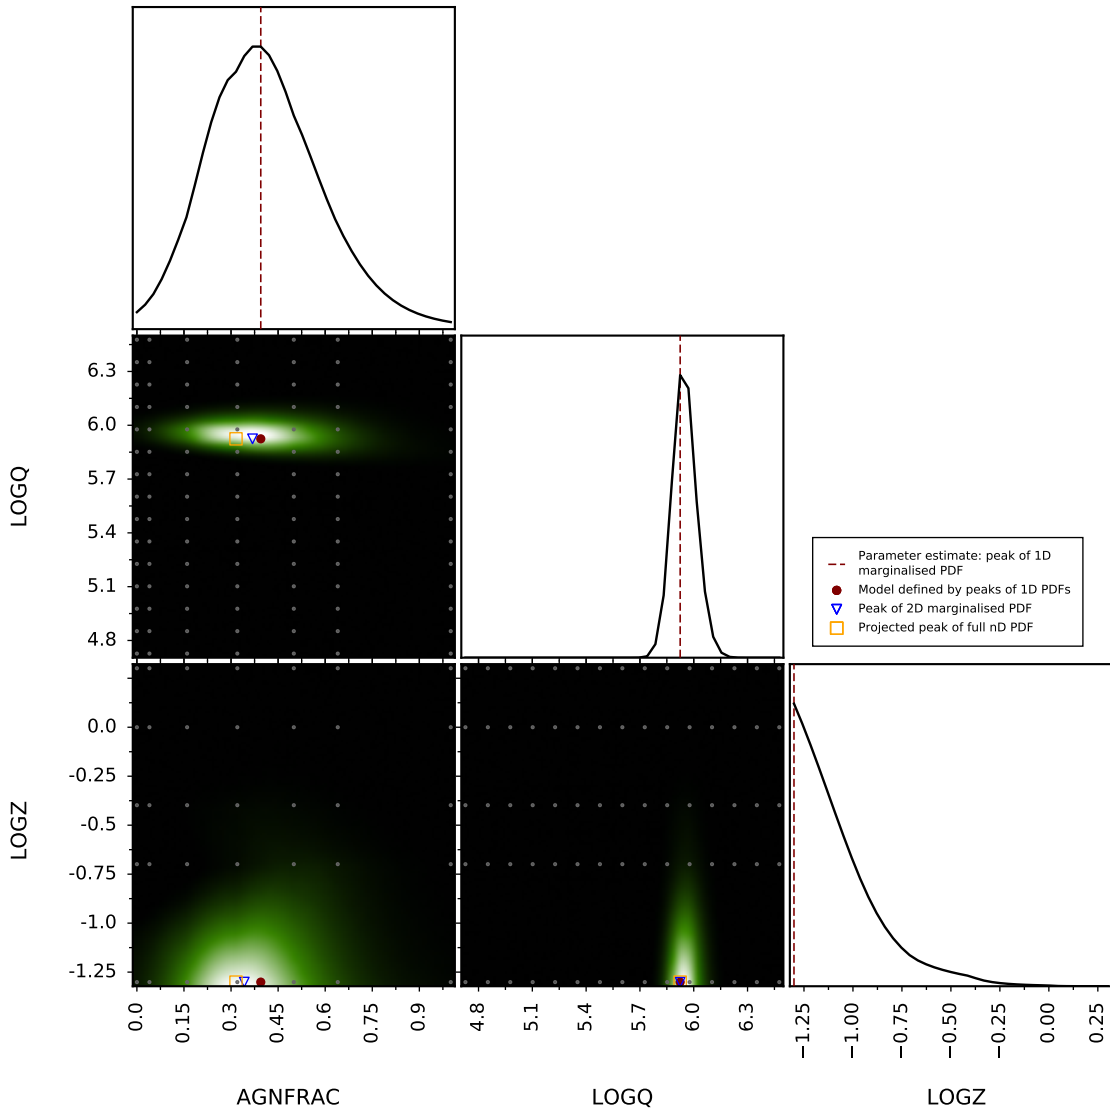 6.3
6.0
5.7
5.4
5.1
4.8
LOGQ
Parameter estimate: peak of 1D
marginalised PDF
Model defined by peaks of 1D PDFs
Peak of 2D marginalised PDF
Projected peak of full nD PDF
0.0
-0.25
-0.5
-0.75
-1.0
-1.25
LOGZ
0.0 0.15 0.3 0.45 0.6 0.75 0.9
4.8 5.1 5.4 5.7 6.0 6.3
−1.25 −1.00 −0.75 −0.50 −0.25 0.00 0.25
AGNFRAC LOGQ LOGZ